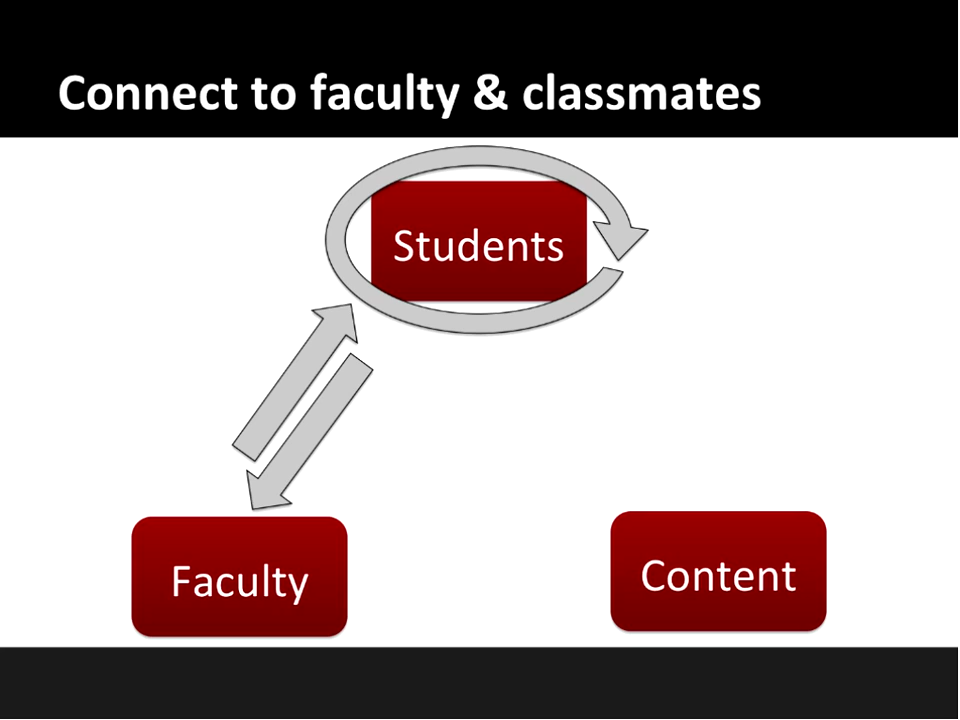 Connect to faculty & classmates
Students
Faculty
Content